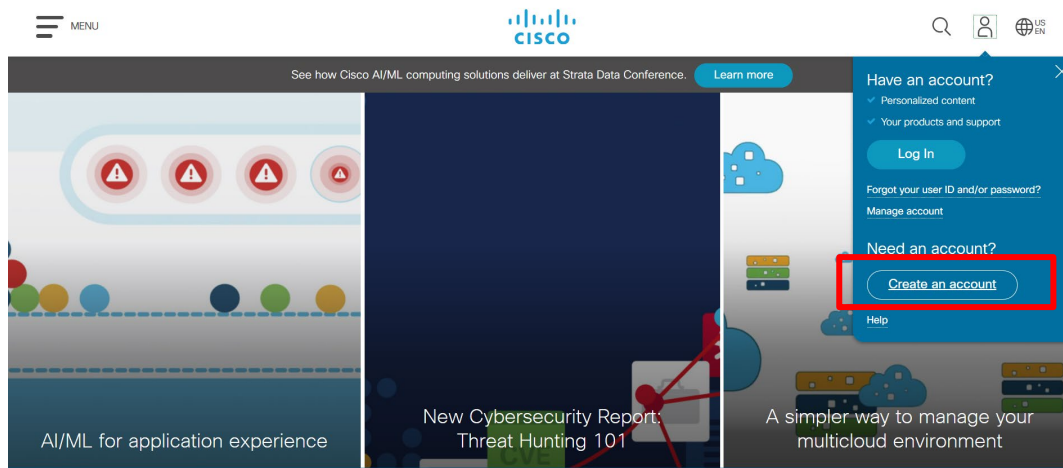 MENU
CISCO
US
EN
See how Cisco AI/ML computing solutions deliver at Strata Data Conference.
Learn more
Have an account?
Personalized content
Your products and support
Log In
Forgot your user ID and/or password?
Manage account
Need an account?
Create an account
Help
AI/ML for application experience
New Cybersecurity Report:
Threat Hunting 101
CVE
A simpler way to manage your
multicloud environment